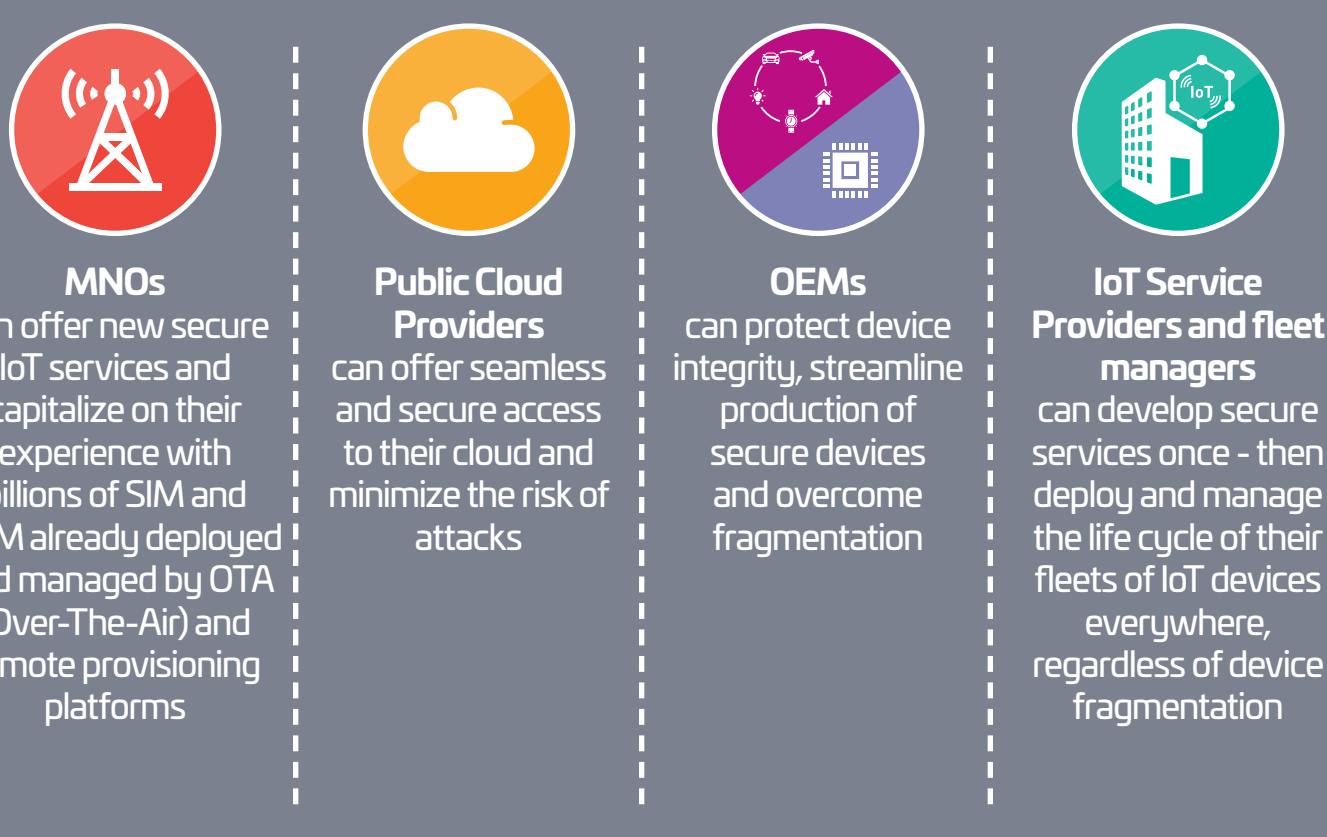 MNOs
n offer new secure
IoT services and
capitalize on their
experience with
illions of SIM and
M already deployed
d managed by OTA
Over-The-Air) and
mote provisioning
platforms
Public Cloud
Providers
can offer seamless
and secure access
to their cloud and
minimize the risk of
attacks
OEMs
can protect device
integrity, streamline
production of
secure devices
and overcome
fragmentation
IoT
IoT Service
Providers and fleet
managers
can develop secure
services once - then
deploy and manage
the life cycle of their
fleets of IoT devices
everywhere,
regardless of device
fragmentation